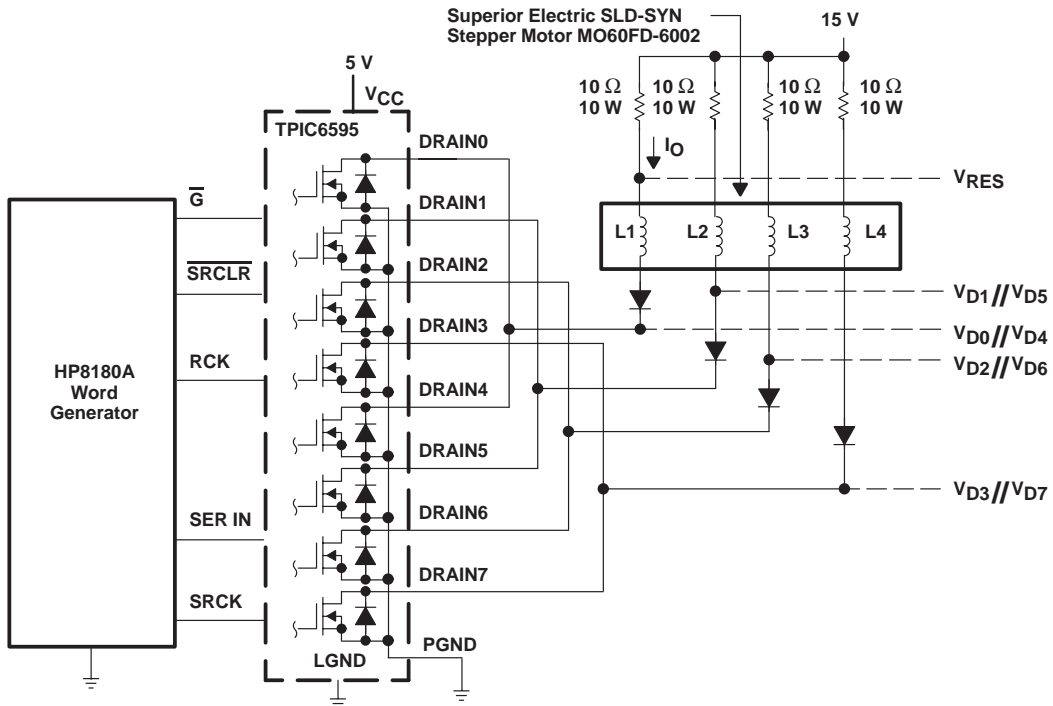 Superior Electric SLD-SYN
Stepper Motor MO60FD-6002
15 V
5 V
VCC
10 Ω
10 W
10 Ω
10 W
10 Ω
10 W
10 Ω
10 W
TPIC6595
DRAIN0
IO
VRES
G
DRAIN1
L1
L2
L3
L4
SRCLR
DRAIN2
VD1//VD5
DRAIN3
VD0//VD4
RCK
VD2//VD6
HP8180A
Word
Generator
DRAIN4
DRAIN5
VD3//VD7
SER IN
DRAIN6
DRAIN7
SRCK
PGND
LGND